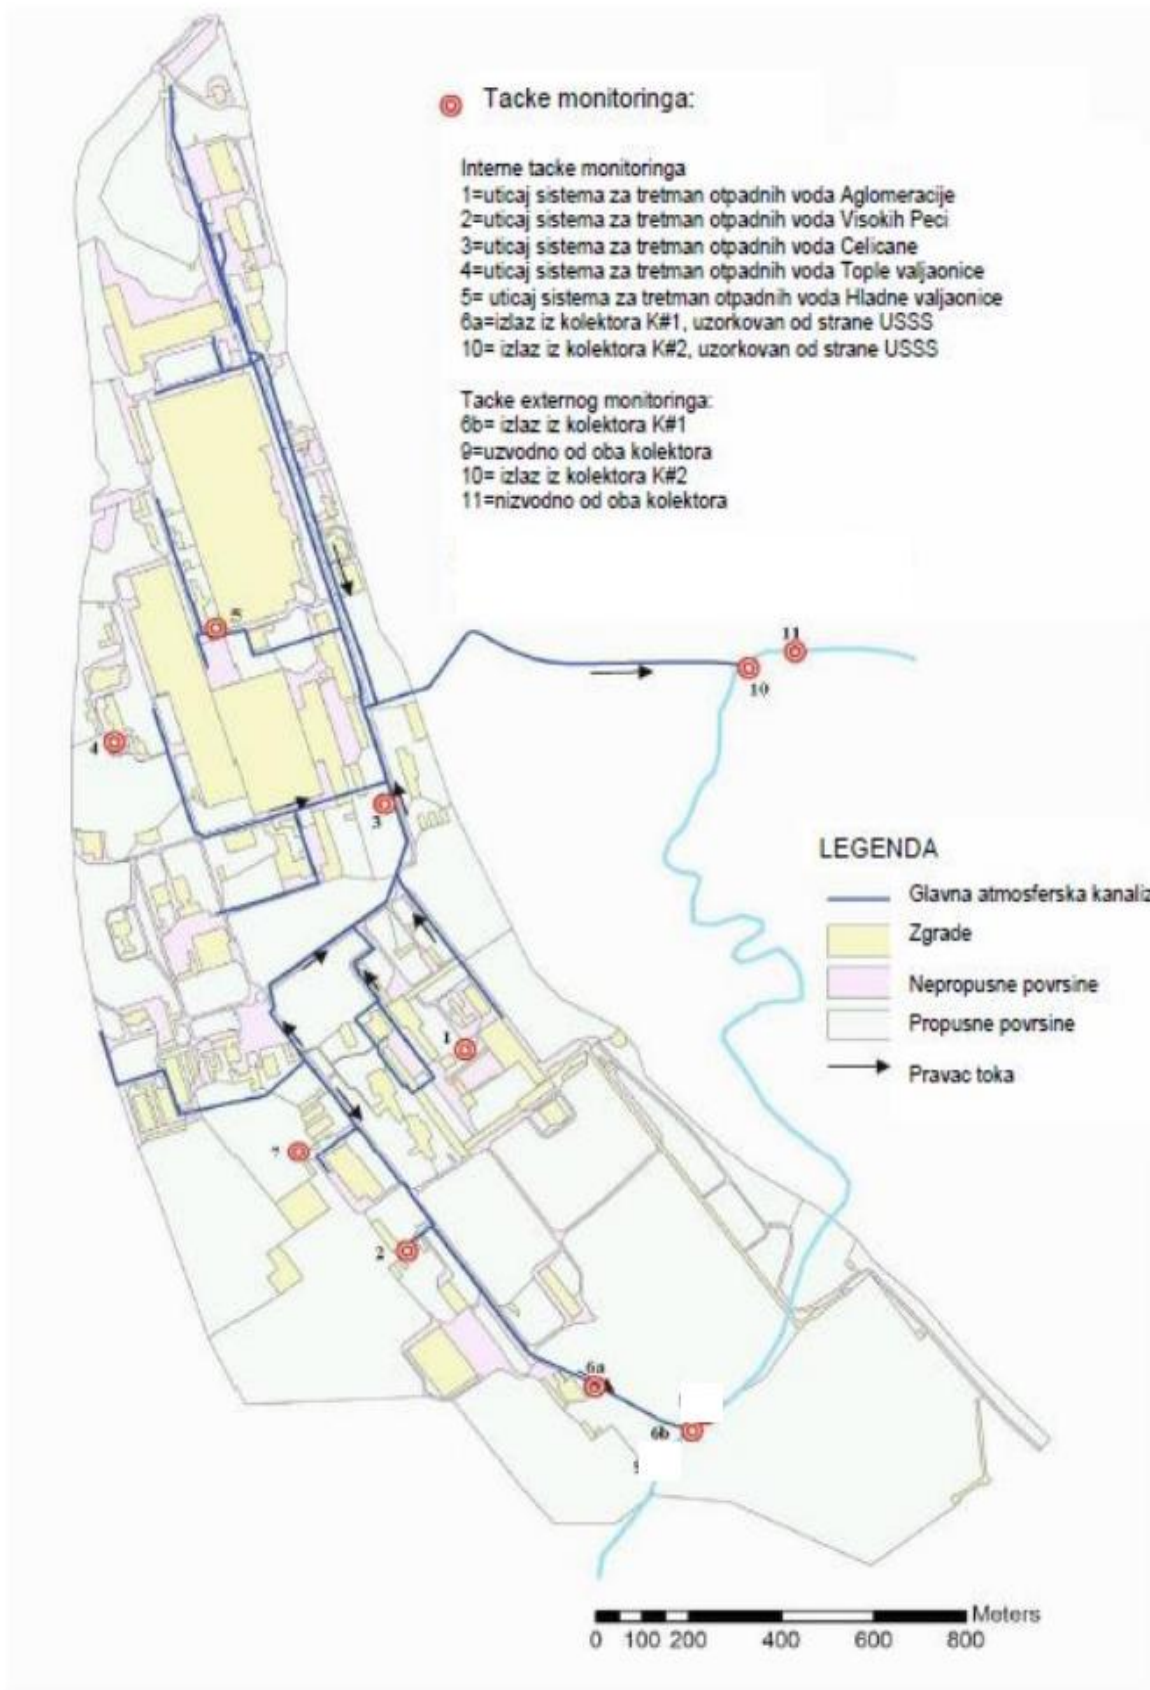 Tacke monitoringa:
Interne tacke monitoringa
1=uticaj sistema za tretman otpadnih voda Aglomeracije
2=uticaj sistema za tretman otpadnih voda Visokih Peci
3=uticaj sistema za tretman otpadnih voda Celicane
4=uticaj sistema za tretman otpadnih voda Tople valjaonice
5= uticaj sistema za tretman otpadnih voda Hladne valjaonice
6a=izlaz iz kolektora K#1, uzorkovan od strane USSS
10= izlaz iz kolektora K#2, uzorkovan od strane USSS
Tacke externog monitoringa:
6b= izlaz iz kolektora K#1
9=uzvodno od oba kolektora
10= izlaz iz kolektora K#2
11=nizvodno od oba kolektora
5
11
10
4
3
LEGENDA
Glavna atmosferska kanaliz
Zgrade
Nepropusne povrsine
Propusne povrsine
Pravac toka
1
7
2
6a
6b
Meters
0 100 200 400 600 800